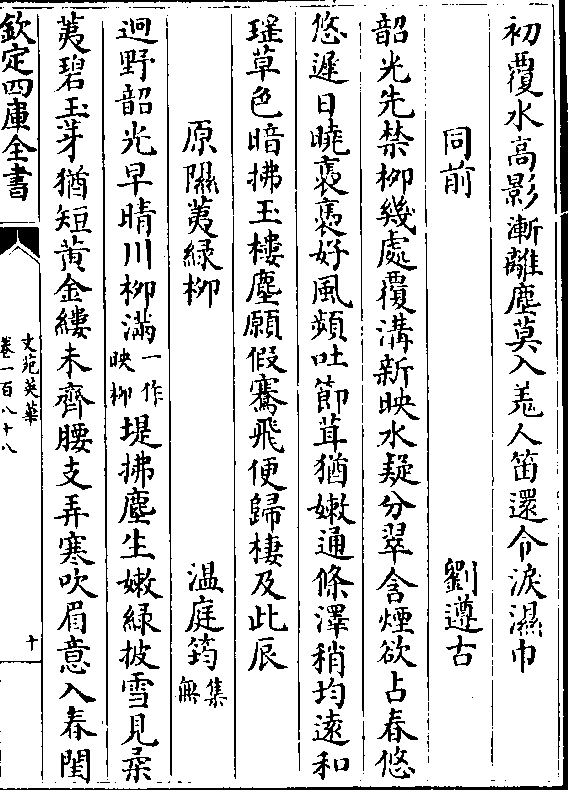 初覆水高影漸離塵莫入羗人笛還令淚濕巾
同前　劉遵古
韶光先禁柳幾處覆溝新映水疑分翠含煙欲占春悠
悠遲日曉裊裊好風頻吐節茸猶嫩通條澤稍均遠和
瑤草色暗拂玉樓塵願假騫飛便歸棲及此辰
原隰荑綠柳　温庭筠集無
迥野韶光早晴川柳滿一作映柳堤拂塵生嫩綠披雪見柔
荑碧玉芽猶短黃金縷未齊腰支弄寒吹眉意入春閨
欽定四庫全書
文苑英華
卷一百八十八
十